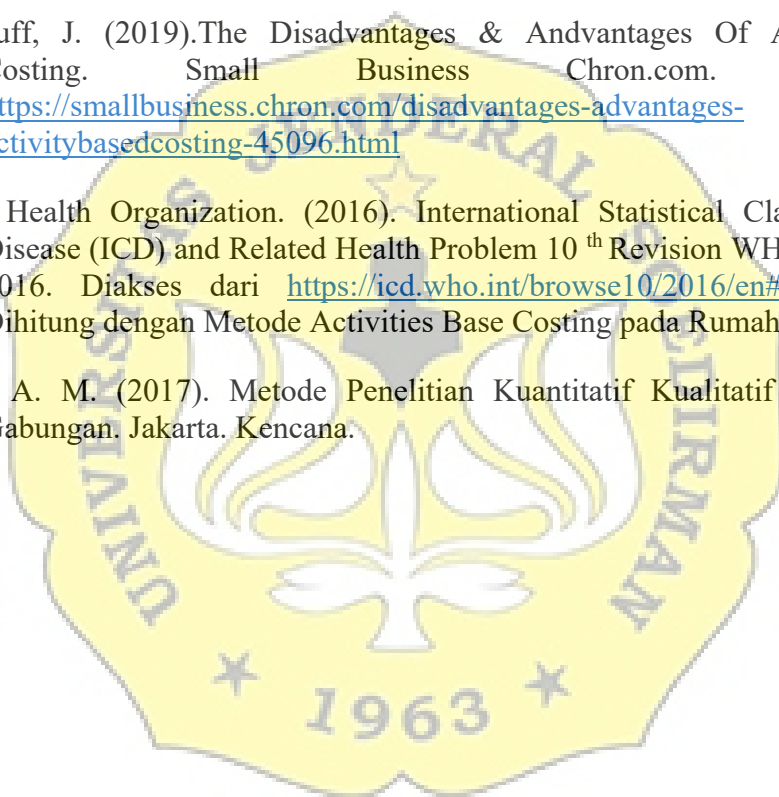 uff, J. (2019).The Disadvantages & Andvantages Of A
Costing. Small Business Chron.com.
ttps://smallbusiness.chron.com/disadvantages-advantages-
ctivitybasedcosting-45096.html
Health Organization. (2016). International Statistical Cla
Disease (ICD) and Related Health Problem 10 th Revision WH
016. Diakses dari https://icd.who.int/browse10/2016/en#
Dihitung dengan Metode Activities Base Costing pada Rumah
A. M. (2017). Metode Penelitian Kuantitatif Kualitatif
Gabungan. Jakarta. Kencana.
UNIVERSITAS JENDERAL SOEDIRMAN
1963